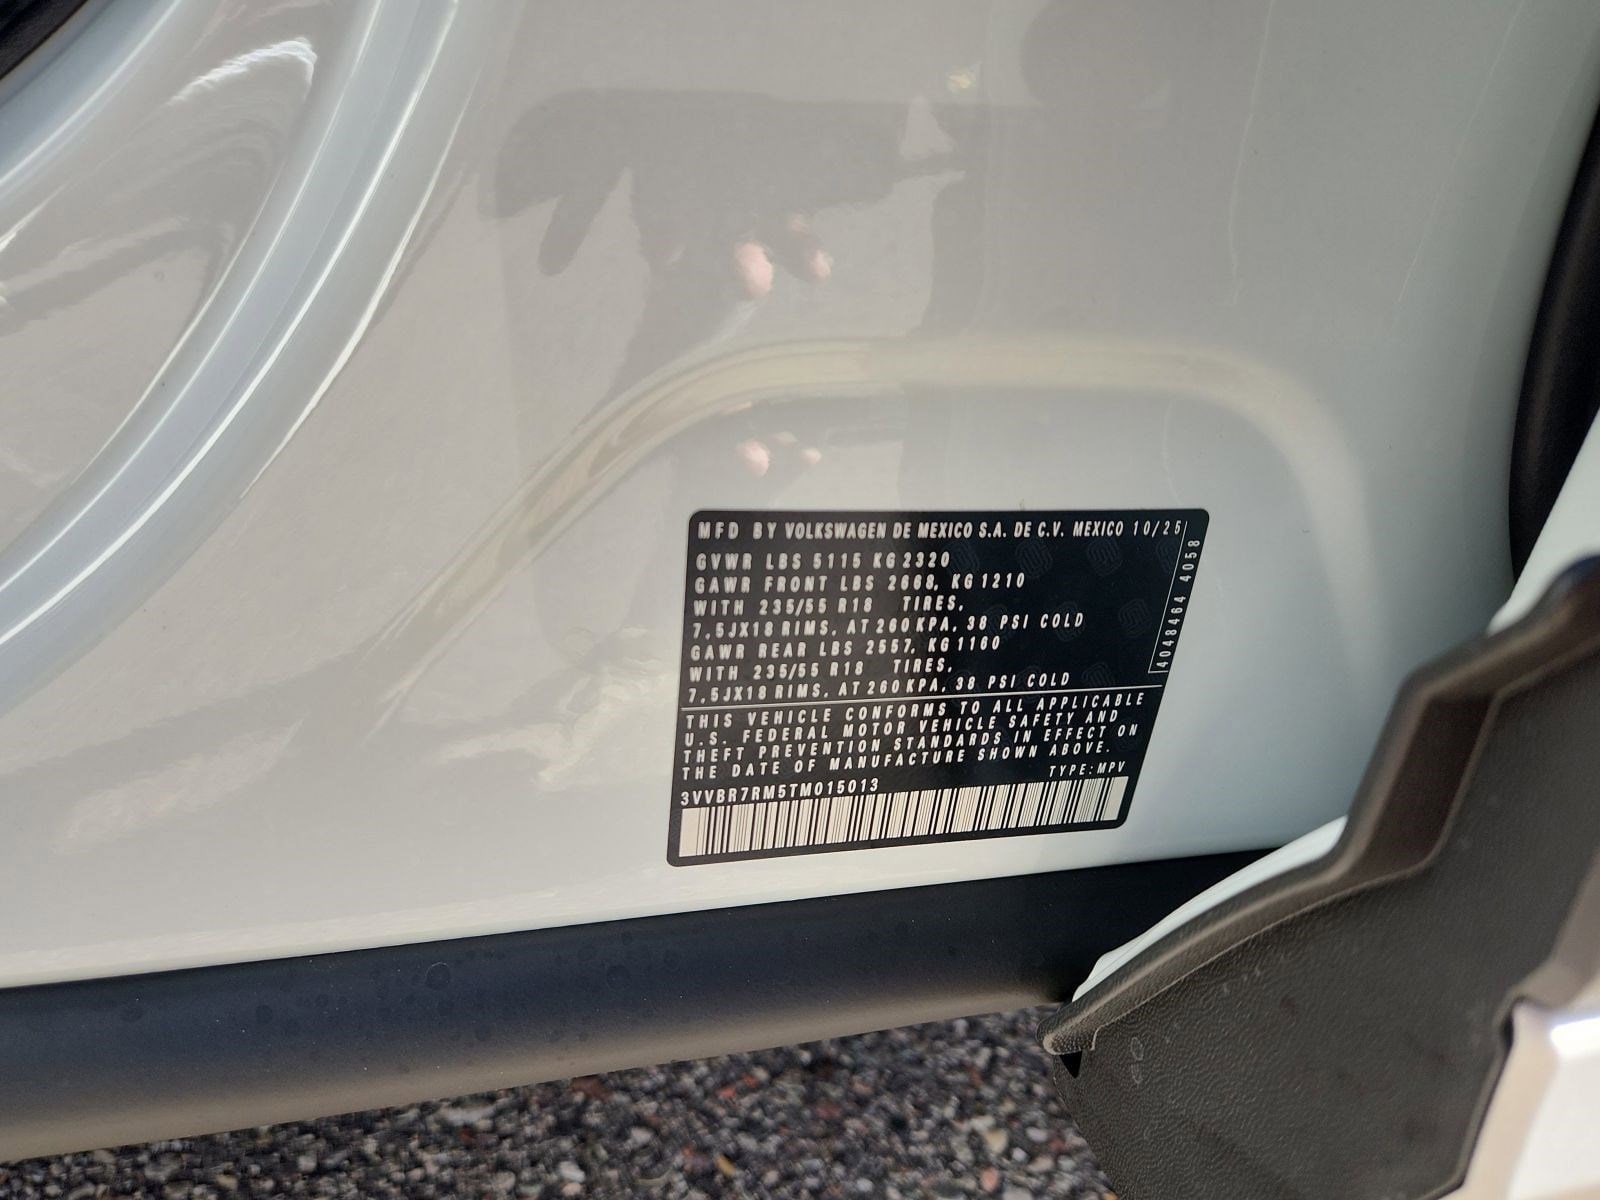 MFD BY VOLKSWAGEN DE MEXICO S.A. DE C.V. MEXICO 10/25
GVWR LBS 5115 KG 2320
GAWR FRONT LBS 2668, KG 1210
WITH 235/55 R18 TIRES,
7,5JX18 RIMS, AT 260 KPA, 38 PSI COLD
GAWR REAR LBS 2557, KG 1160
WITH 235/55 R18 TIRES,
7,5JX18 RIMS, AT 260 KPA, 38 PSI COLD
4048464 4058
THIS VEHICLE CONFORMS TO ALL APPLICABLE
U.S. FEDERAL MOTOR VEHICLE SAFETY AND
THEFT PREVENTION STANDARDS IN EFFECT ON
THE DATE OF MANUFACTURE SHOWN ABOVE.
TYPE: MPV
3VVBR7RM5TM015013